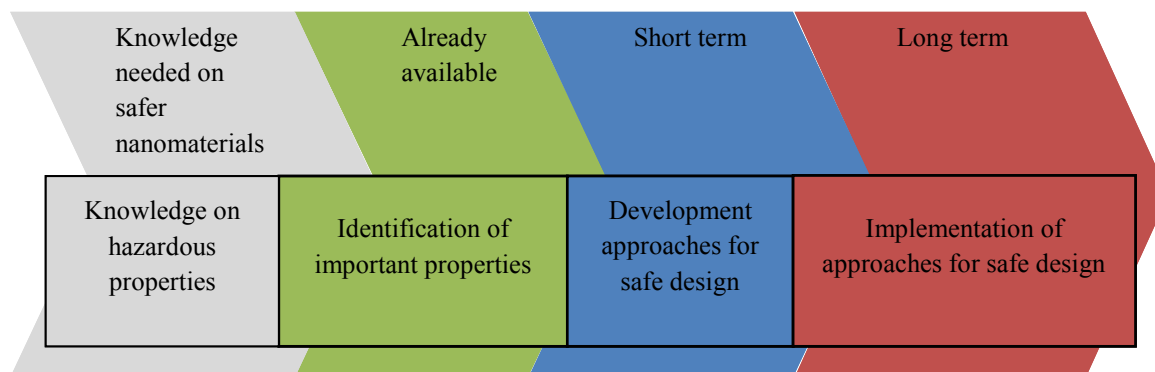 Knowledge
needed on
safer
nanomaterials
Already
available
Short term
Long term
Knowledge on
hazardous
properties
Identification of
important properties
Development
approaches for
safe design
Implementation of
approaches for safe design